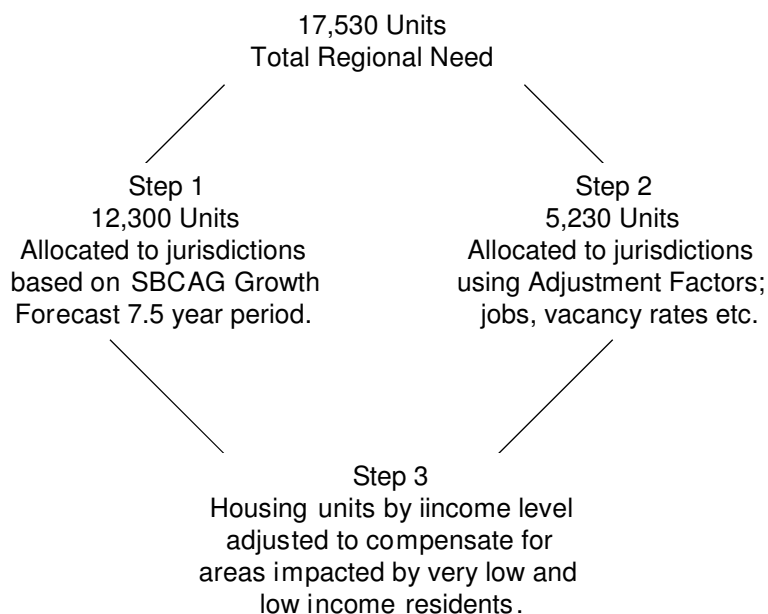 17,530 Units
Total Regional Need
Step 1
12,300 Units
Allocated to jurisdictions
based on SBCAG Growth
Forecast 7.5 year period.
Step 2
5,230 Units
Allocated to jurisdictions
using Adjustment Factors;
jobs, vacancy rates etc.
Step 3
Housing units by iincome level
adjusted to compensate for
areas impacted by very low and
low income residents.